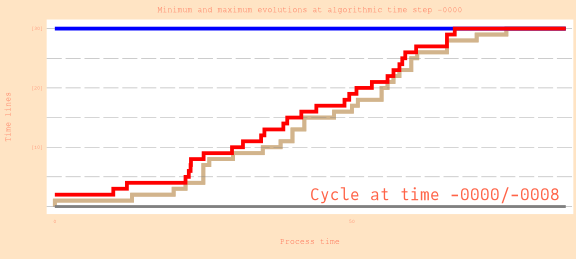 Minimum and maximum evolutions at algorithmic time step -0000
Time lines
Cycle at time -0000/-0008
Process time